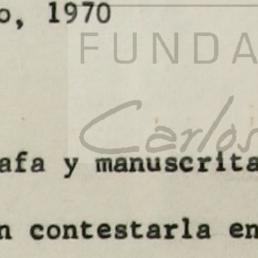 o, 1970
FUNDA
Carlos
afa y manuscrita
n contestarla en